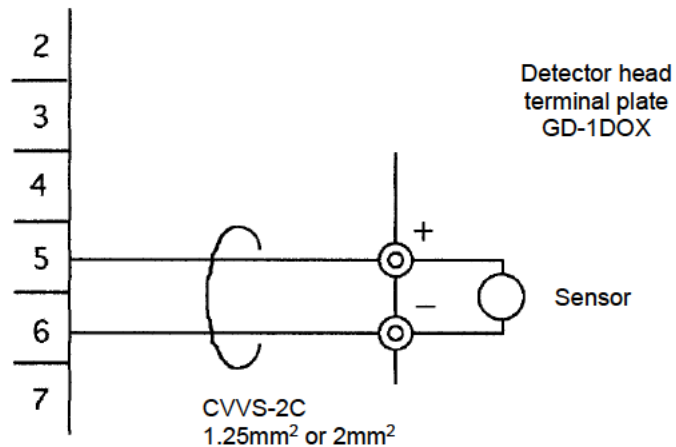 2
3
4
5
6
7
Detector head
terminal plate
GD-1DOX
+
−
Sensor
CVVS-2C
1.25mm² or 2mm²